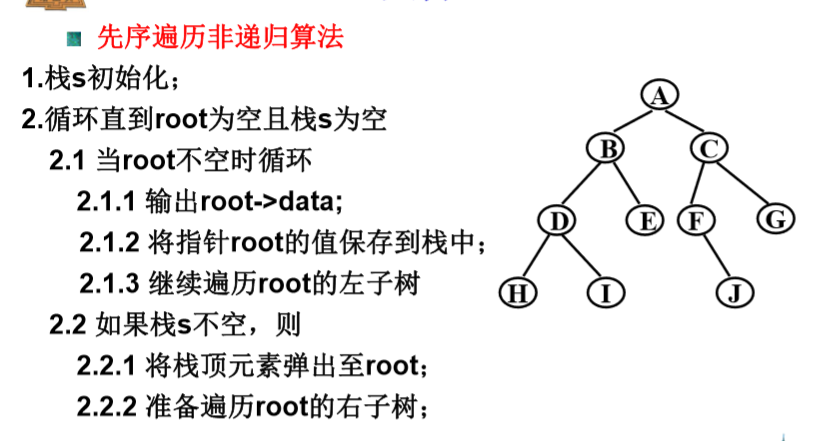 先序遍历非递归算法
1.栈s初始化；
2.循环直到root为空且栈s为空
2.1 当root不空时循环
2.1.1 输出root->data;
2.1.2 将指针root的值保存到栈中；
2.1.3 继续遍历root的左子树
2.2 如果栈s不空，则
2.2.1 将栈顶元素弹出至root；
2.2.2 准备遍历root的右子树；
A
B C
D E F G
H I J